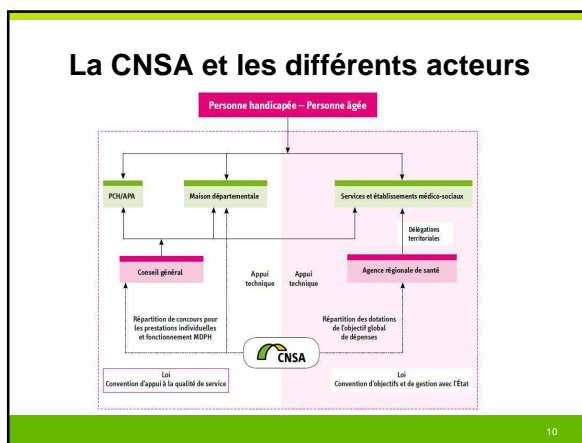 La CNSA et les différents acteurs
Personne handicapée – Personne âgée
PCH/APA
Maison départementale
Services et établissements médico-sociaux
Délégations
territoriales
Conseil général
Appui
technique
Appui
technique
Agence régionale de santé
Répartition de concours pour
les prestations individuelles
et fonctionnement MDPH
Répartition des dotations
de l'objectif global
de dépenses
CNSA
Loi
Convention d'appui à la qualité de service
Loi
Convention d'objectifs et de gestion avec l'État
10